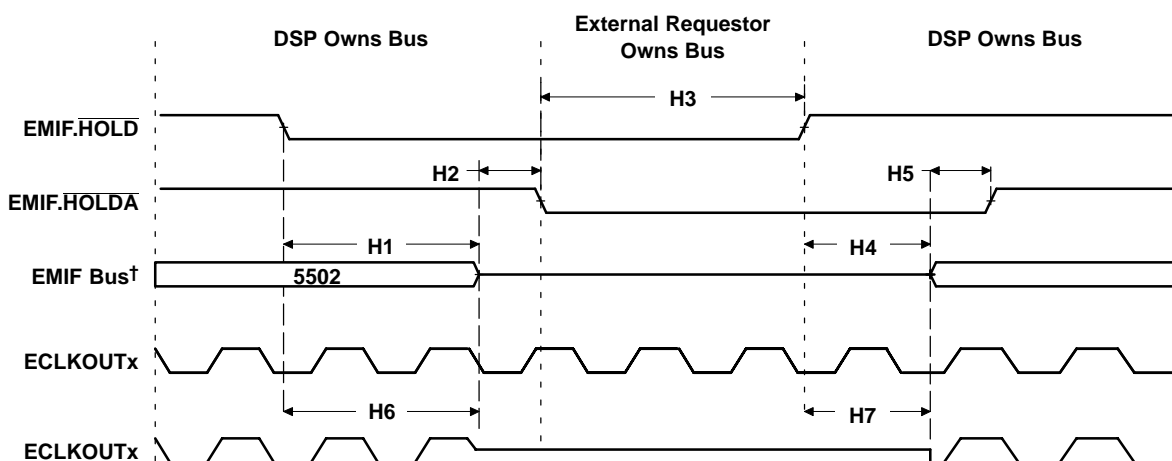 DSP Owns Bus
External Requestor
Owns Bus
DSP Owns Bus
H3
EMIF.HOLD
H2
H5
EMIF.HOLDA
H1
H4
EMIF Bus†
5502
ECLKOUTx
H6
H7
ECLKOUTx